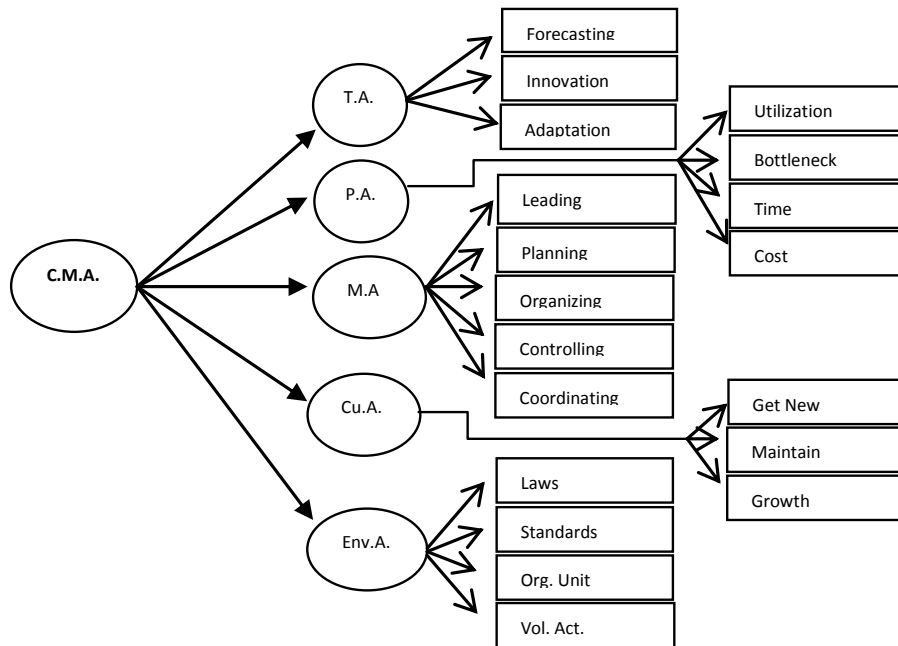 C.M.A.
T.A.
Forecasting
Innovation
Adaptation
P.A.
Utilization
Bottleneck
Time
Cost
M.A
Leading
Planning
Organizing
Controlling
Coordinating
Cu.A.
Get New
Maintain
Growth
Env.A.
Laws
Standards
Org. Unit
Vol. Act.